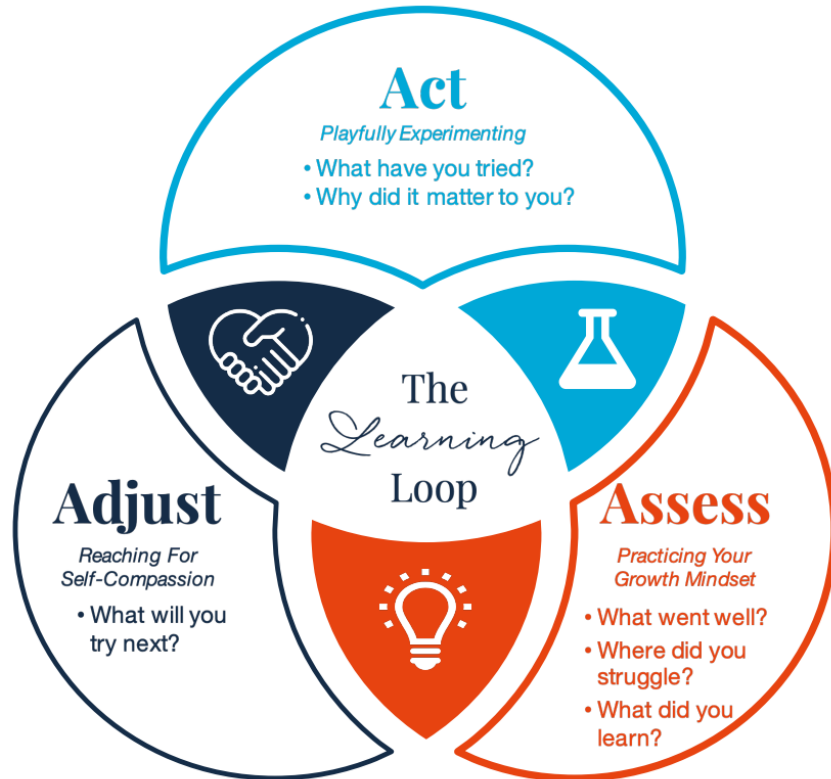 Act
Playfully Experimenting
• What have you tried?
• Why did it matter to you?
The
Learning
Loop
Adjust
Reaching For
Self-Compassion
• What will you
try next?
Assess
Practicing Your
Growth Mindset
• What went well?
• Where did you
struggle?
• What did you
learn?